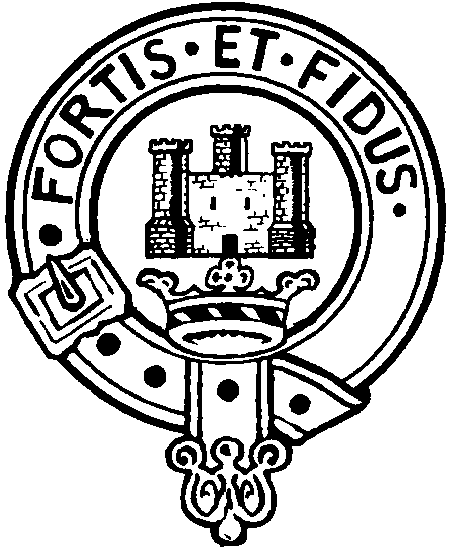 FORTIS · ET · FIDUS ·